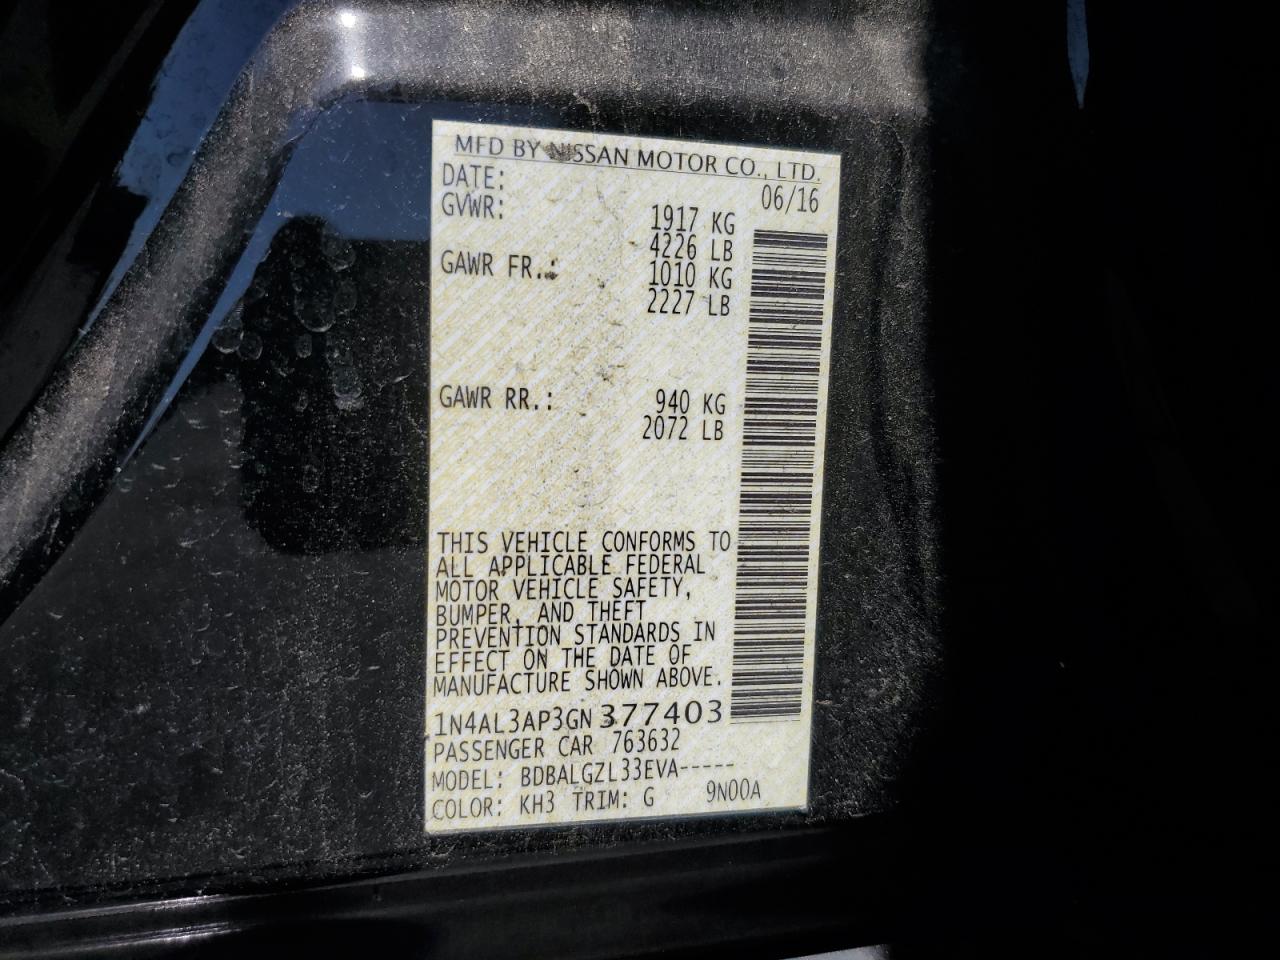 MFD BY NISSAN MOTOR CO., LTD.
DATE: 06/16
GVWR: 1917 KG
4226 LB
GAWR FR.: 1010 KG
2227 LB
GAWR RR.: 940 KG
2072 LB
THIS VEHICLE CONFORMS TO
ALL APPLICABLE FEDERAL
MOTOR VEHICLE SAFETY,
BUMPER, AND THEFT
PREVENTION STANDARDS IN
EFFECT ON THE DATE OF
MANUFACTURE SHOWN ABOVE.
1N4AL3AP3GN377403
PASSENGER CAR 763632
MODEL: BDBALGZL33EVA-----
COLOR: KH3 TRIM: G 9N00A